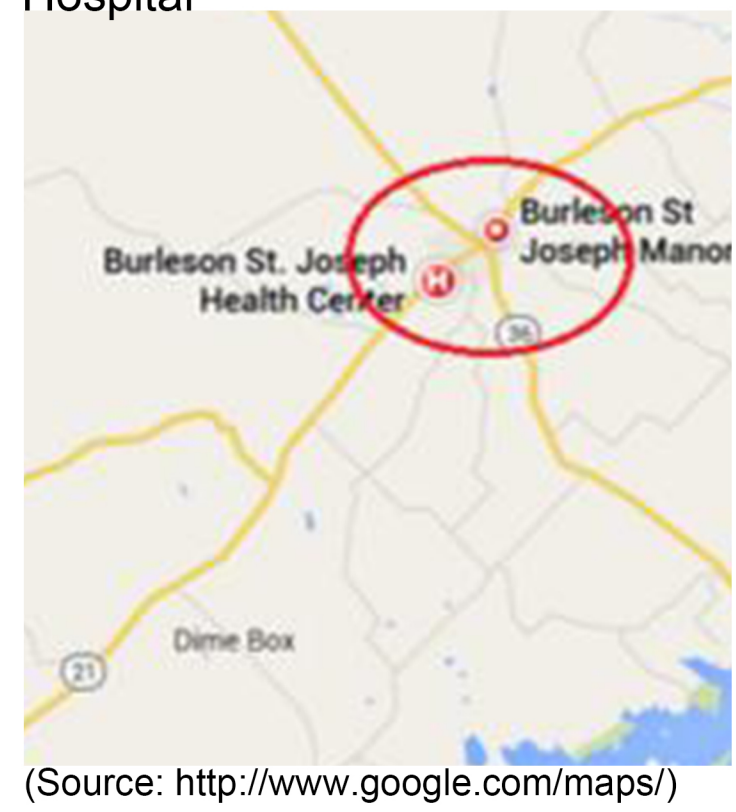 Hospital
Burleson St
Joseph Manor
Burleson St. Joseph
Health Center
36
Dime Box
21
(Source: http://www.google.com/maps/)